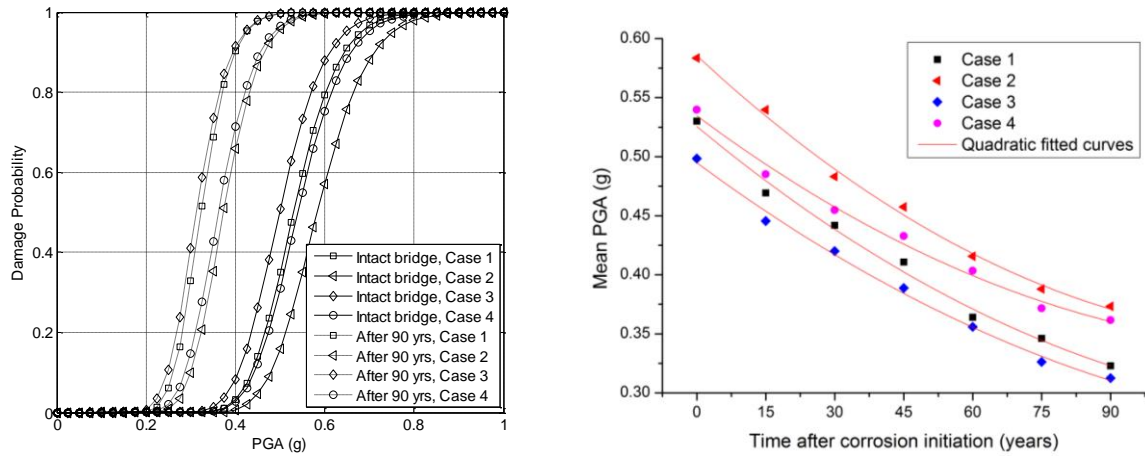 1
0.8
0.6
0.4
0.2
0
Damage Probability
0 0.2 0.4 0.6 0.8 1
PGA (g)
Intact bridge, Case 1
Intact bridge, Case 2
Intact bridge, Case 3
Intact bridge, Case 4
After 90 yrs, Case 1
After 90 yrs, Case 2
After 90 yrs, Case 3
After 90 yrs, Case 4
0.60
0.55
0.50
0.45
0.40
0.35
0.30
Mean PGA (g)
0 15 30 45 60 75 90
Time after corrosion initiation (years)
Case 1
Case 2
Case 3
Case 4
Quadratic fitted curves